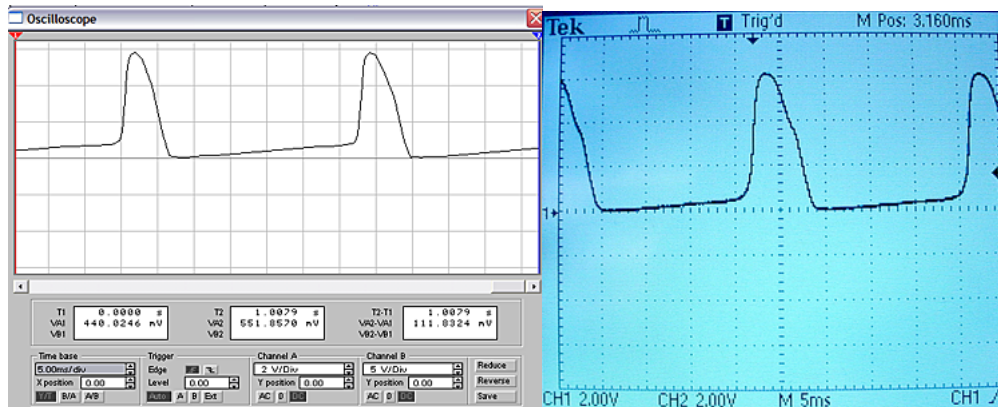 Oscilloscope
T1 0.0000 s
VA1 440.0246 mV
VB1
T2 1.0079 s
VA2 551.8570 mV
VB2
T2-T1 1.0079 s
VA2-VA1 111.8324 mV
VB2-VB1
Time base
5.00ms/div
X position 0.00
Y/T B/A A/B
Trigger
Edge
Level 0.00
Auto A B Ext
Channel A
2 V/Div
Y position 0.00
AC 0 DC
Channel B
5 V/Div
Y position 0.00
AC 0 DC
Reduce
Reverse
Save
Tek T Trig'd M Pos: 3.160ms
1
CH1 2.00V CH2 2.00V M 5ms CH1